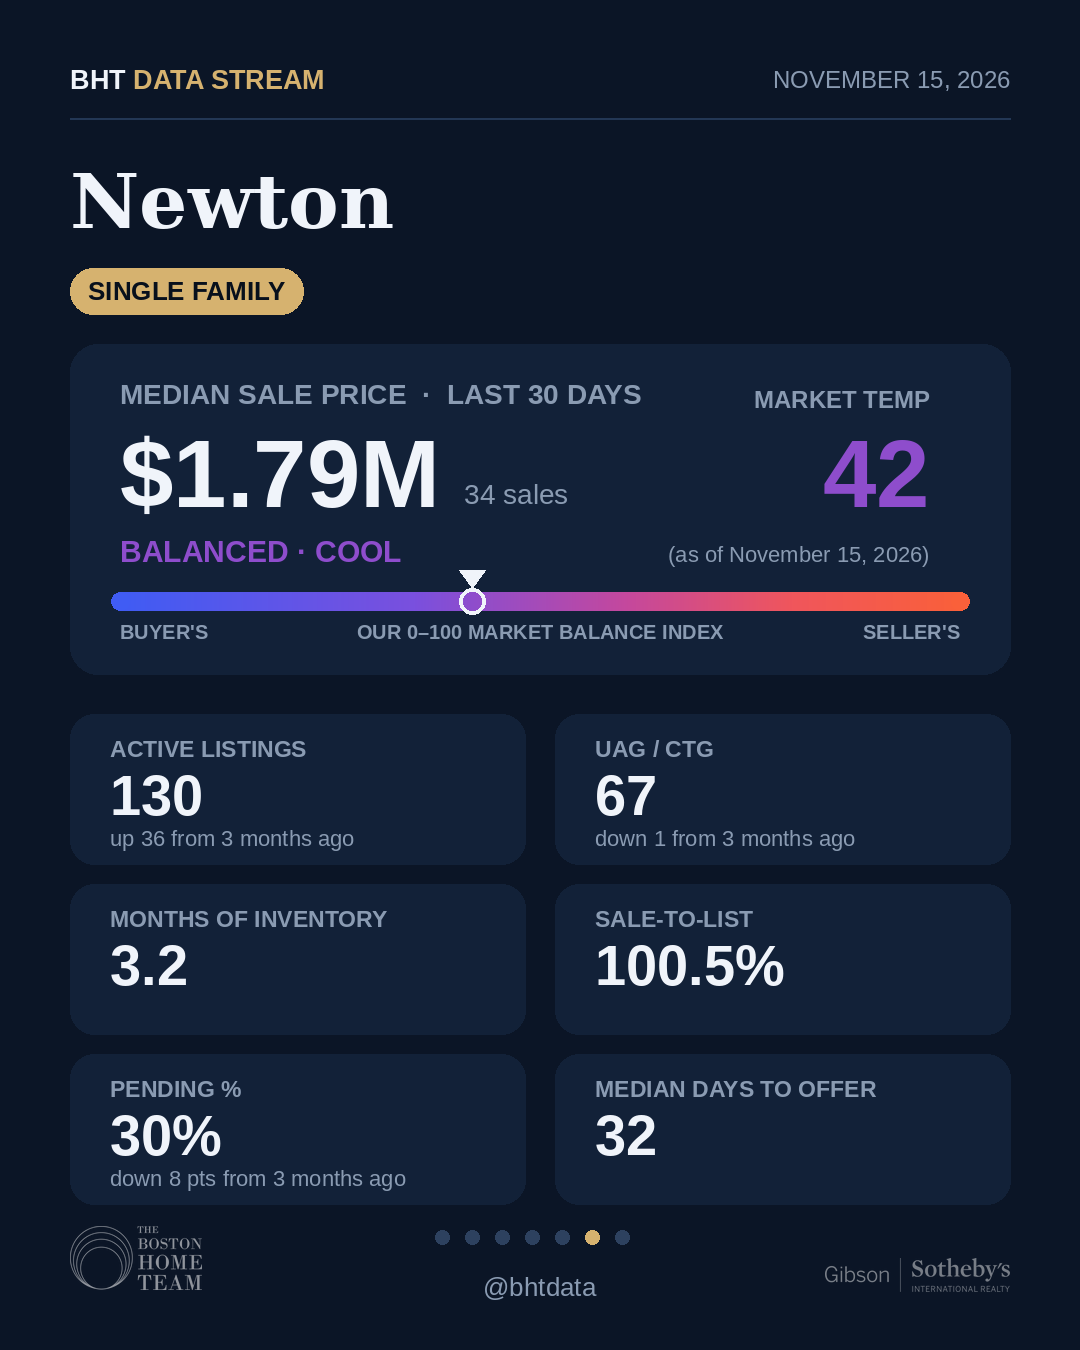 BHT DATA STREAM
NOVEMBER 15, 2026
Newton
SINGLE FAMILY
MEDIAN SALE PRICE · LAST 30 DAYS
MARKET TEMP
$1.79M
34 sales
42
BALANCED · COOL
(as of November 15, 2026)
BUYER'S
OUR 0–100 MARKET BALANCE INDEX
SELLER'S
ACTIVE LISTINGS
130
up 36 from 3 months ago
UAG / CTG
67
down 1 from 3 months ago
MONTHS OF INVENTORY
3.2
SALE-TO-LIST
100.5%
PENDING %
30%
down 8 pts from 3 months ago
MEDIAN DAYS TO OFFER
32
THE
BOSTON
HOME
TEAM
@bhtdata
Gibson
Sotheby's
INTERNATIONAL REALTY